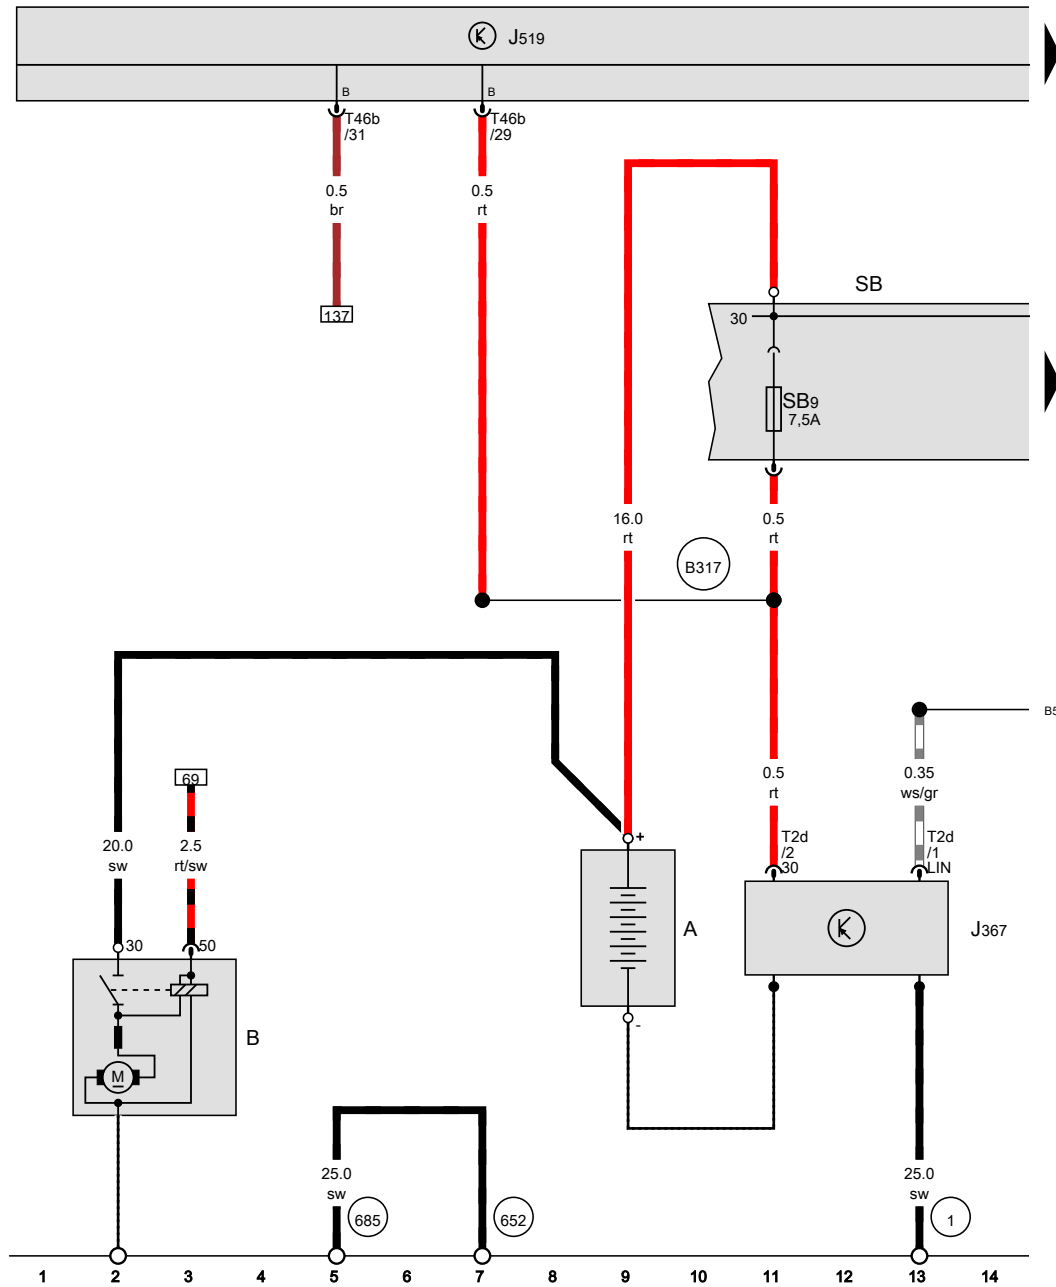 J519
B
B
T46b
/31
T46b
/29
0.5
br
0.5
rt
137
SB
30
SB9
7,5A
16.0
rt
0.5
rt
B317
B5
69
20.0
sw
2.5
rt/sw
0.5
rt
0.35
ws/gr
T2d
/2
30
T2d
/1
LIN
+
30
50
A
J367
-
B
M
25.0
sw
685
652
25.0
sw
1
1 2 3 4 5 6 7 8 9 10 11 12 13 14